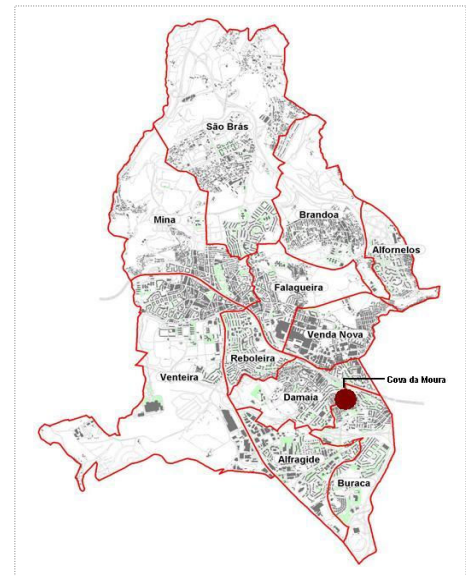 São Brás
Brandoa
Mina
Alfornelos
Falagueira
Venda Nova
Reboleira
Venteira
Cova da Moura
Damaia
Alfragide
Buraca